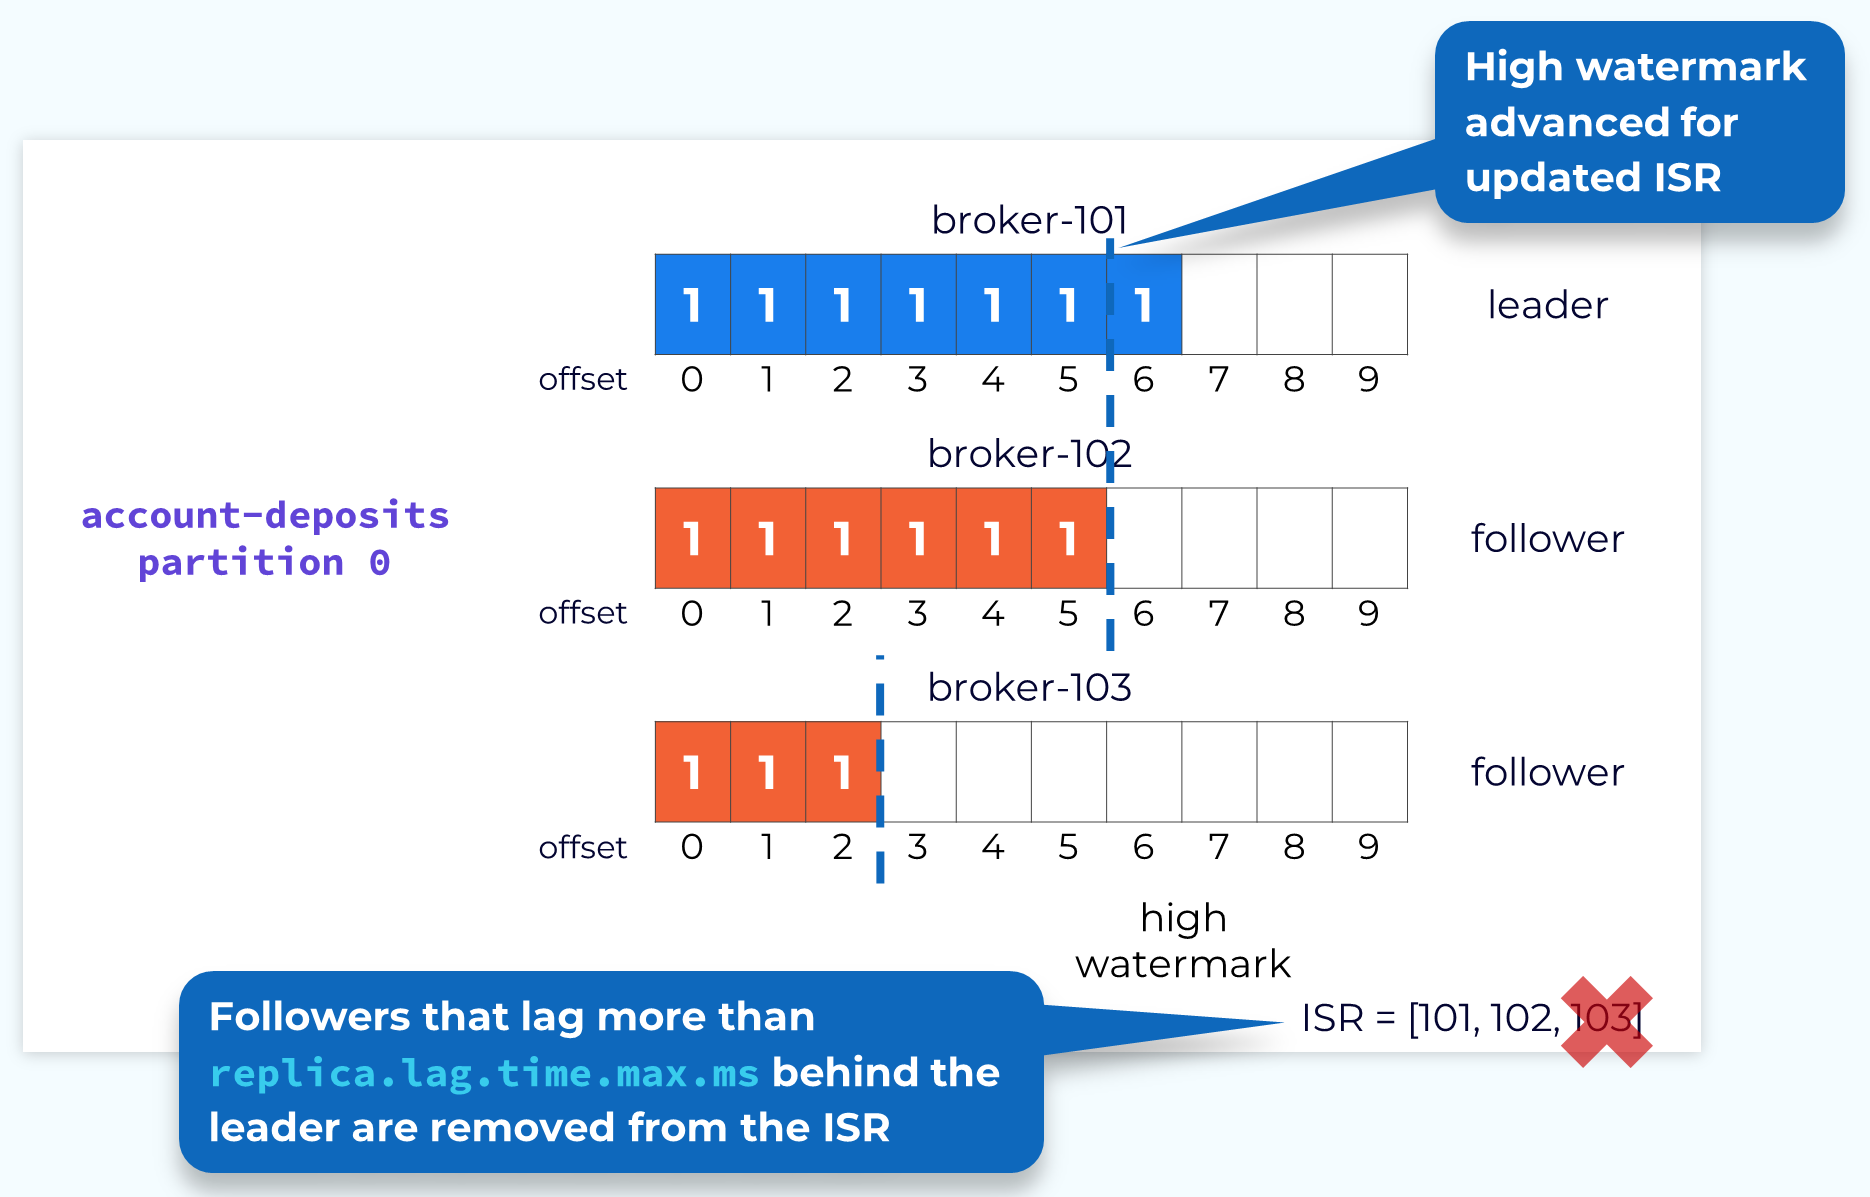 High watermark
advanced for
updated ISR
broker-101
1 1 1 1 1 1 1
leader
offset 0 1 2 3 4 5 6 7 8 9
broker-102
account-deposits
partition 0
1 1 1 1 1 1
follower
offset 0 1 2 3 4 5 6 7 8 9
broker-103
1 1 1
follower
offset 0 1 2 3 4 5 6 7 8 9
high
watermark
ISR = [101, 102, 103]
Followers that lag more than
replica.lag.time.max.ms behind the
leader are removed from the ISR